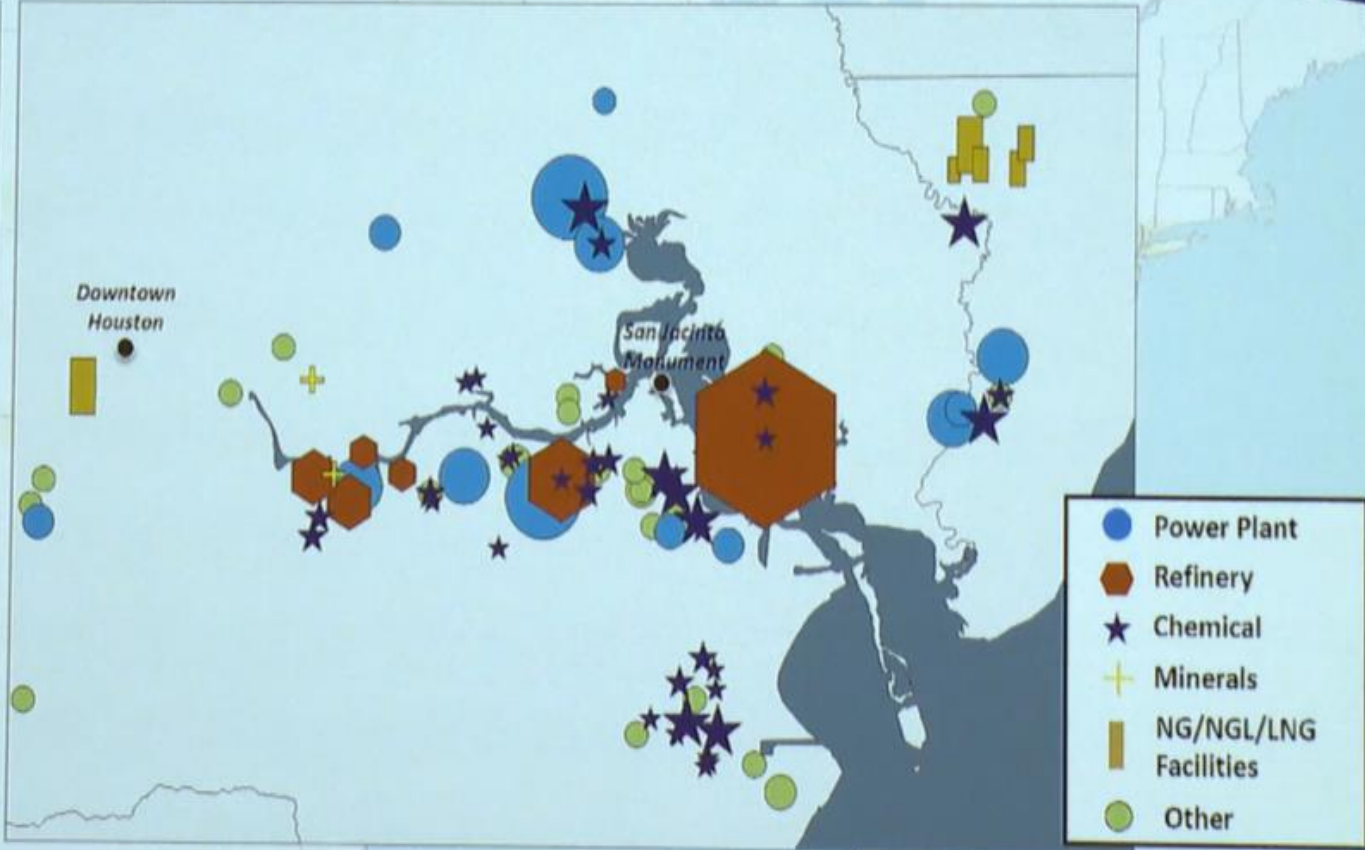 Downtown
Houston
San Jacinto
Monument
Power Plant
Refinery
Chemical
Minerals
NG/NGL/LNG
Facilities
Other